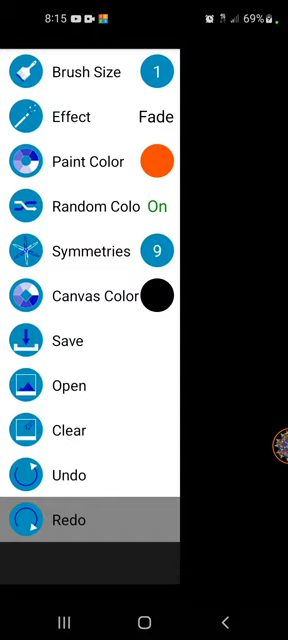 8:15
69%
Brush Size 1
Effect Fade
Paint Color
Random Colo On
Symmetries 9
Canvas Color
Save
Open
Clear
Undo
Redo